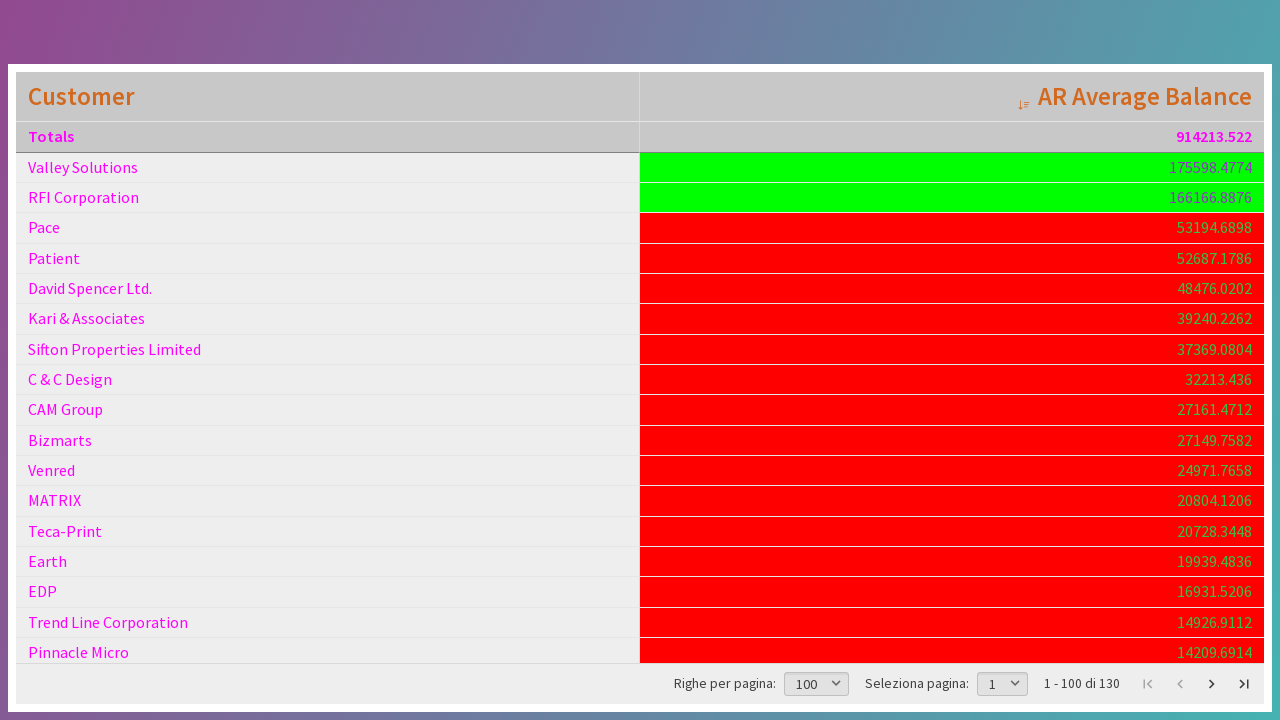 Customer AR Average Balance
Totals 914213.522
Valley Solutions 175598.4774
RFI Corporation 166166.8876
Pace 53194.6898
Patient 52687.1786
David Spencer Ltd. 48476.0202
Kari & Associates 39240.2262
Sifton Properties Limited 37369.0804
C & C Design 32213.436
CAM Group 27161.4712
Bizmarts 27149.7582
Venred 24971.7658
MATRIX 20804.1206
Teca-Print 20728.3448
Earth 19939.4836
EDP 16931.5206
Trend Line Corporation 14926.9112
Pinnacle Micro 14209.6914
Righe per pagina: 100 Seleziona pagina: 1 1 - 100 di 130